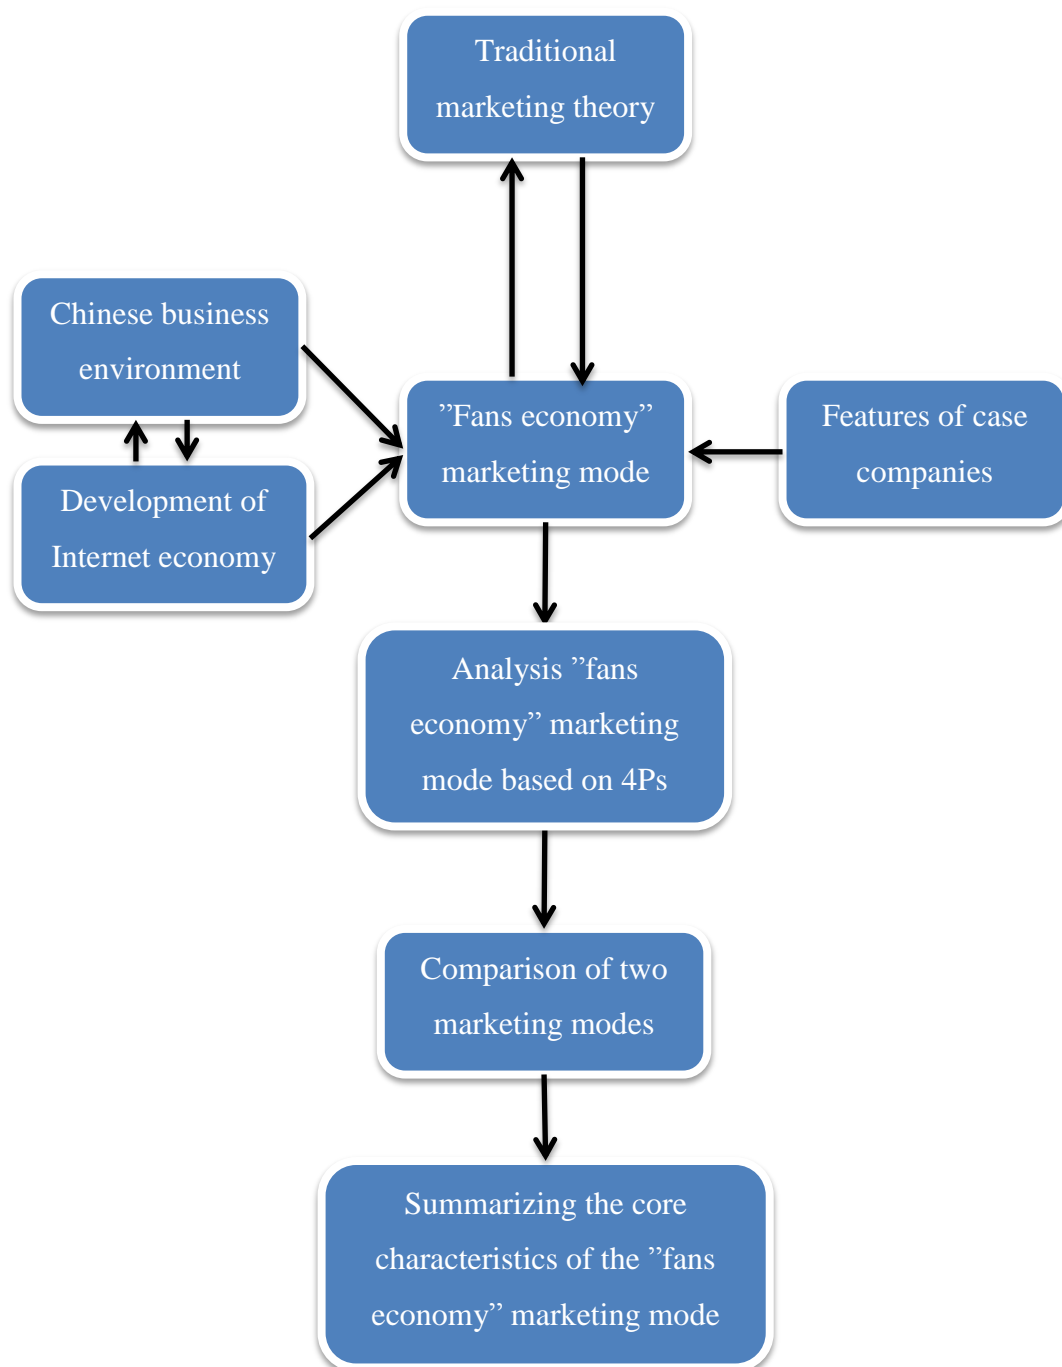 Traditional
marketing theory
Chinese business
environment
”Fans economy”
marketing mode
Features of case
companies
Development of
Internet economy
Analysis ”fans
economy” marketing
mode based on 4Ps
Comparison of two
marketing modes
Summarizing the core
characteristics of the ”fans
economy” marketing mode